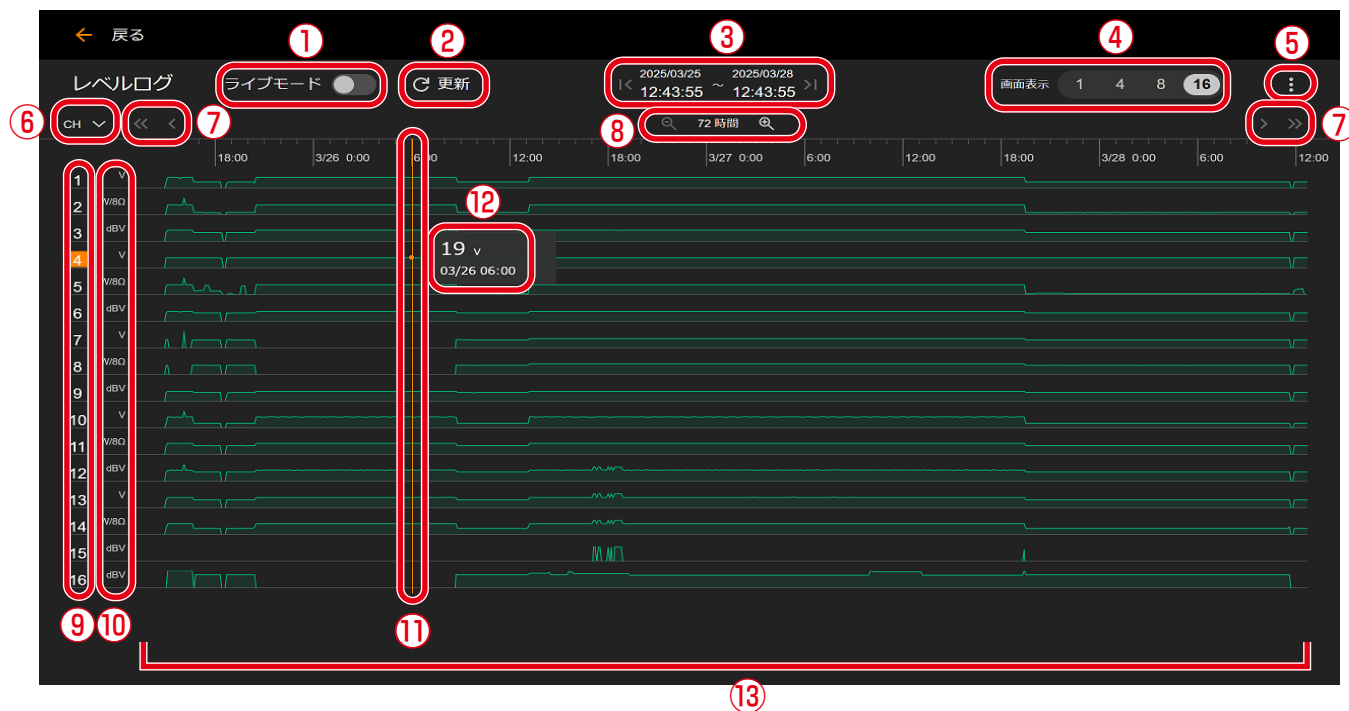 戻る
① ② ③ ④ ⑤
レベルログ ライブモード 更新 2025/03/25 12:43:55 ~ 2025/03/28 12:43:55 画面表示 1 4 8 16
⑥ CH ⑦ ⑧ 72 時間 ⑦
18:00 3/26 0:00 6:00 12:00 18:00 3/27 0:00 6:00 12:00 18:00 3/28 0:00 6:00 12:00
1 V
2 W/8Ω
⑫
3 dBV
19 V
4 V
03/26 06:00
5 W/8Ω
6 dBV
7 V
8 W/8Ω
9 dBV
10 V
11 W/8Ω
12 dBV
13 V
14 W/8Ω
15 dBV
16 dBV
⑨ ⑩ ⑪
⑬